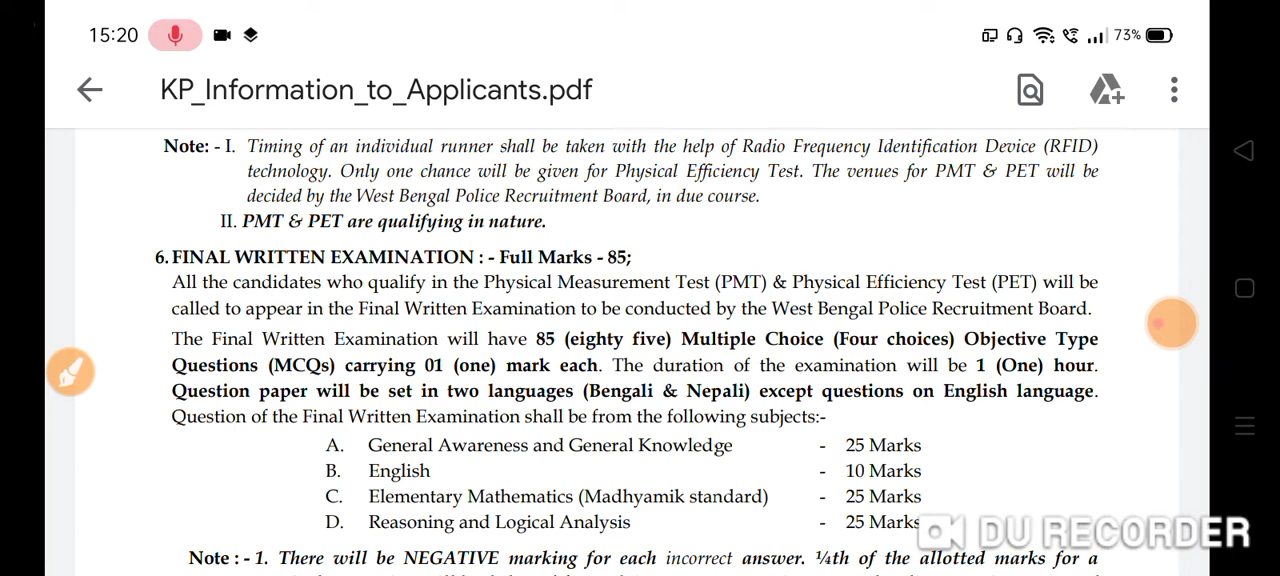 15:20
73%
KP_Information_to_Applicants.pdf
Note: - I. Timing of an individual runner shall be taken with the help of Radio Frequency Identification Device (RFID)
technology. Only one chance will be given for Physical Efficiency Test. The venues for PMT & PET will be
decided by the West Bengal Police Recruitment Board, in due course.
II. PMT & PET are qualifying in nature.
6. FINAL WRITTEN EXAMINATION : - Full Marks - 85;
All the candidates who qualify in the Physical Measurement Test (PMT) & Physical Efficiency Test (PET) will be
called to appear in the Final Written Examination to be conducted by the West Bengal Police Recruitment Board.
The Final Written Examination will have 85 (eighty five) Multiple Choice (Four choices) Objective Type
Questions (MCQs) carrying 01 (one) mark each. The duration of the examination will be 1 (One) hour.
Question paper will be set in two languages (Bengali & Nepali) except questions on English language.
Question of the Final Written Examination shall be from the following subjects:-
A. General Awareness and General Knowledge - 25 Marks
B. English - 10 Marks
C. Elementary Mathematics (Madhyamik standard) - 25 Marks
D. Reasoning and Logical Analysis - 25 Marks
DU RECORDER
Note : - 1. There will be NEGATIVE marking for each incorrect answer. ¼th of the allotted marks for a